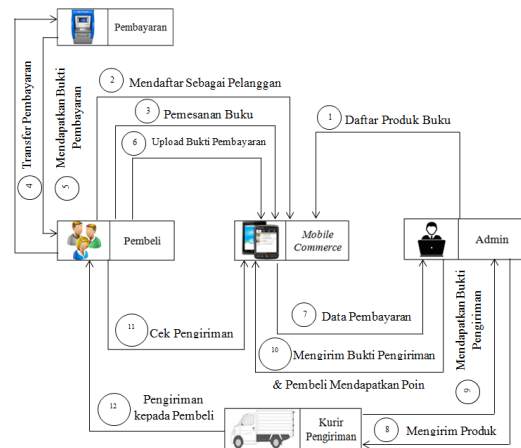 Pembayaran
2 Mendaftar Sebagai Pelanggan
3 Pemesanan Buku
6 Upload Bukti Pembayaran
1 Daftar Produk Buku
4 Transfer Pembayaran
5 Mendapatkan Bukti
Pembayaran
Pembeli
Mobile
Commerce
Admin
7 Data Pembayaran
11 Cek Pengiriman
10 Mengirim Bukti Pengiriman
& Pembeli Mendapatkan Poin
9 Mendapatkan Bukti
Pengiriman
12 Pengiriman
kepada Pembeli
Kurir
Pengiriman
8 Mengirim Produk